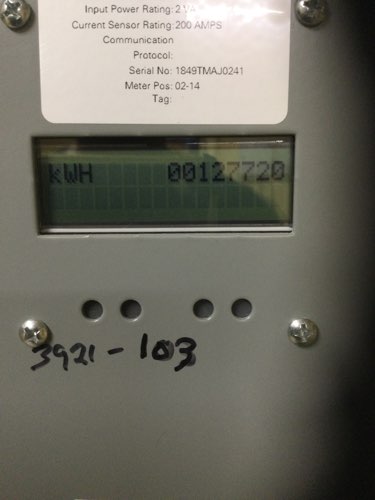 Input Power Rating: 2 VA
Current Sensor Rating: 200 AMPS
Communication
Protocol:
Serial No: 1849TMAJ0241
Meter Pos: 02-14
Tag:
kWH 00127720
3921-103